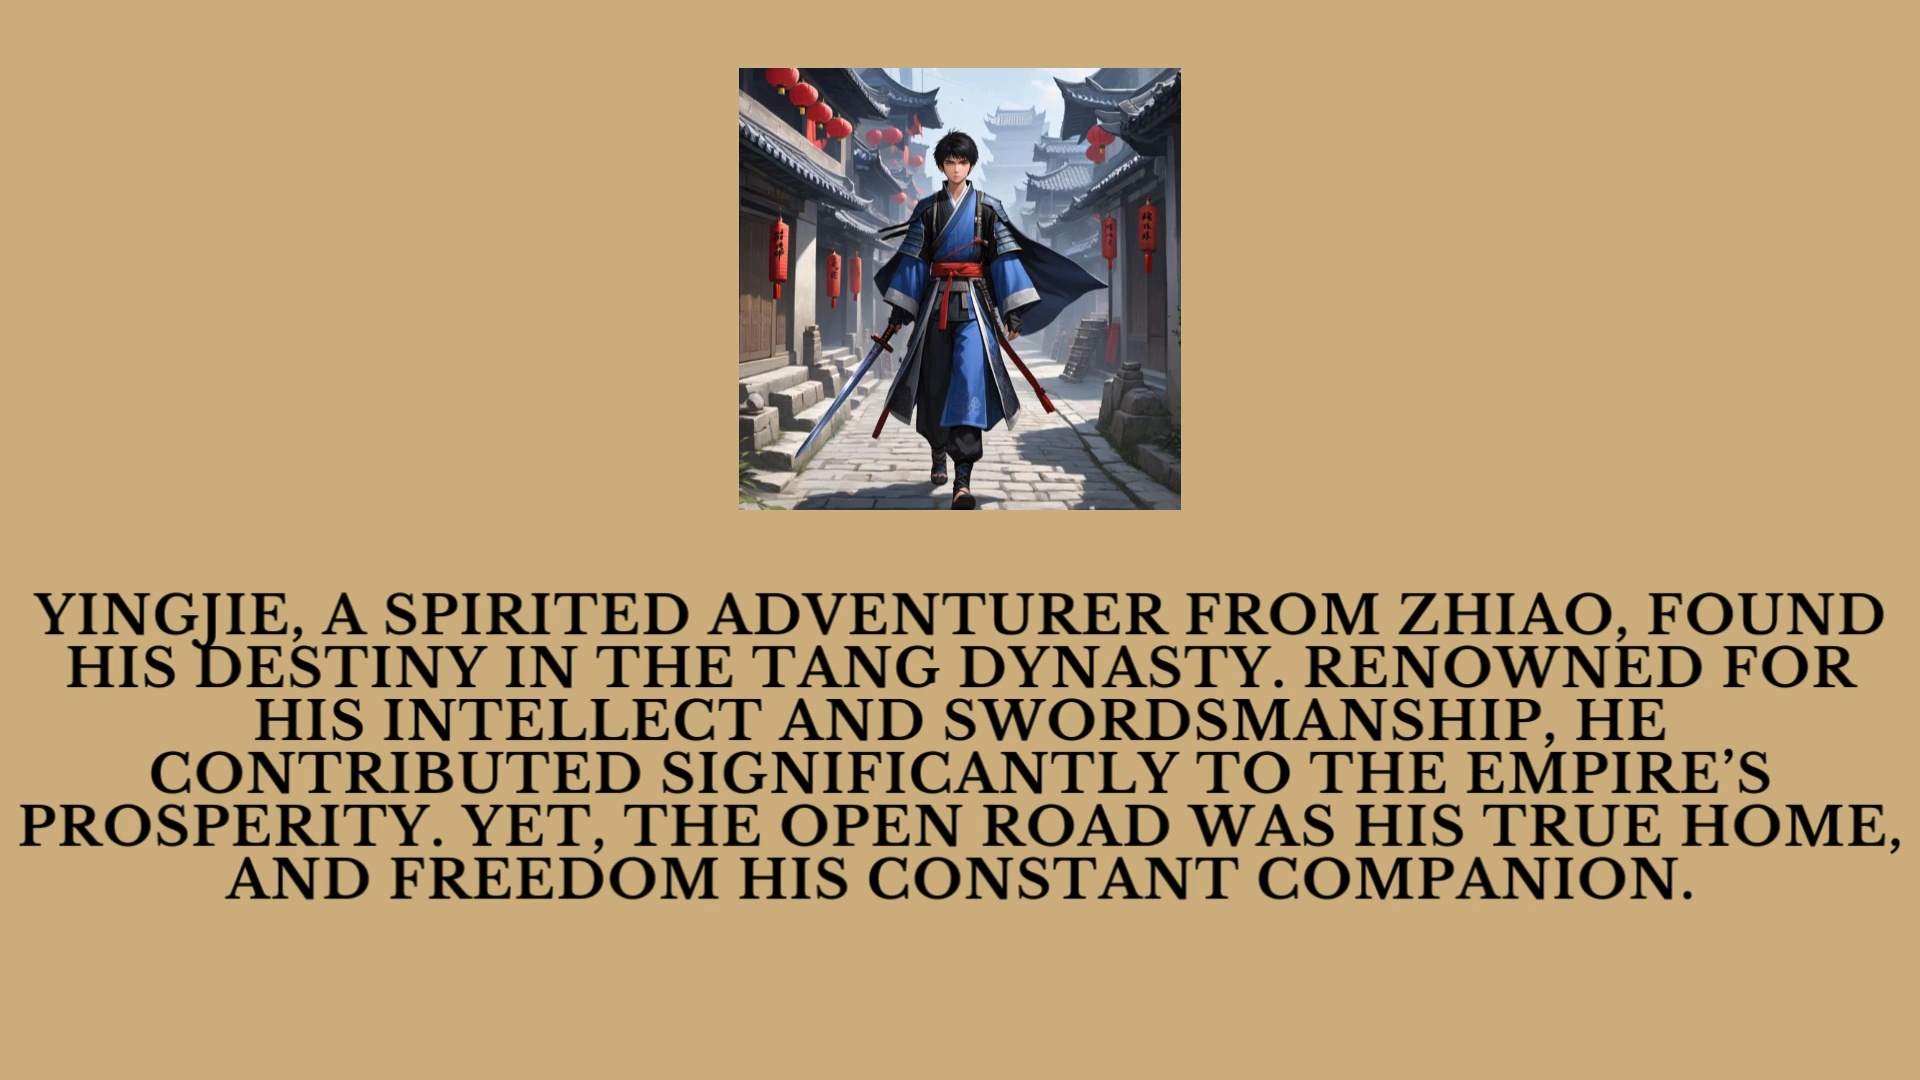 YINGJIE, A SPIRITED ADVENTURER FROM ZHIAO, FOUND
HIS DESTINY IN THE TANG DYNASTY. RENOWNED FOR
HIS INTELLECT AND SWORDSMANSHIP, HE
CONTRIBUTED SIGNIFICANTLY TO THE EMPIRE’S
PROSPERITY. YET, THE OPEN ROAD WAS HIS TRUE HOME,
AND FREEDOM HIS CONSTANT COMPANION.